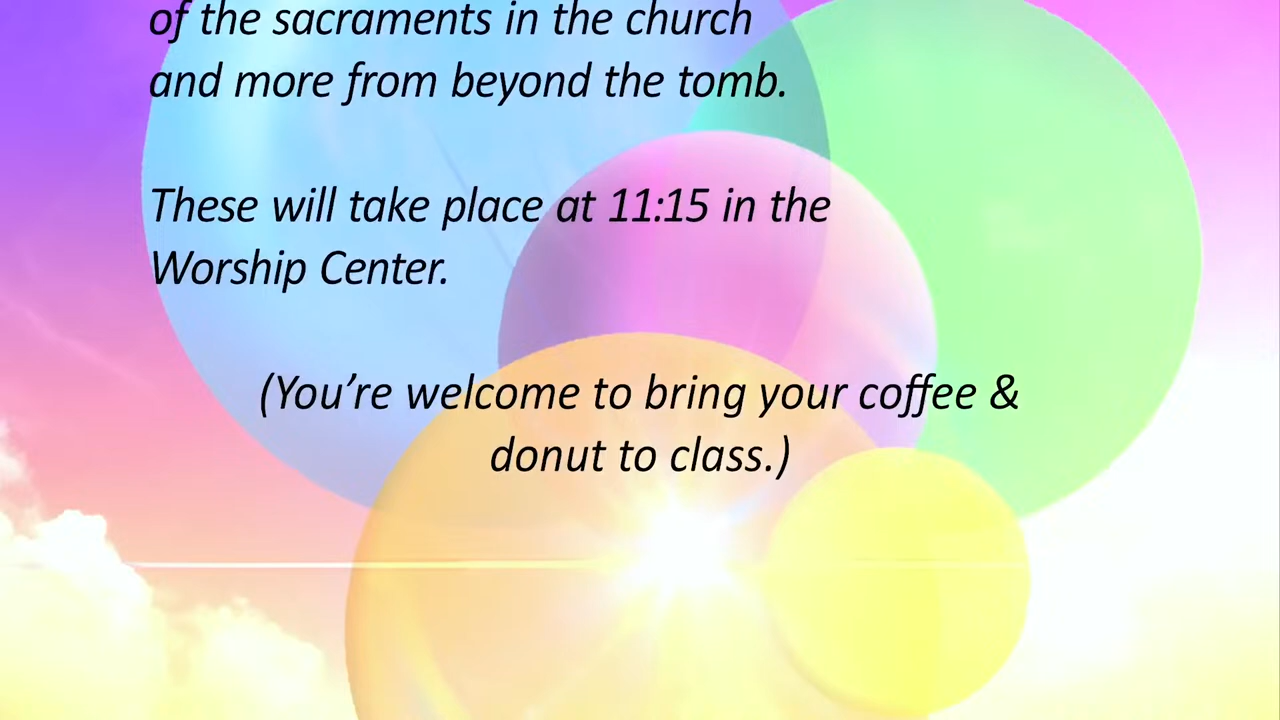 of the sacraments in the church
and more from beyond the tomb.
These will take place at 11:15 in the
Worship Center.
(You’re welcome to bring your coffee &
donut to class.)